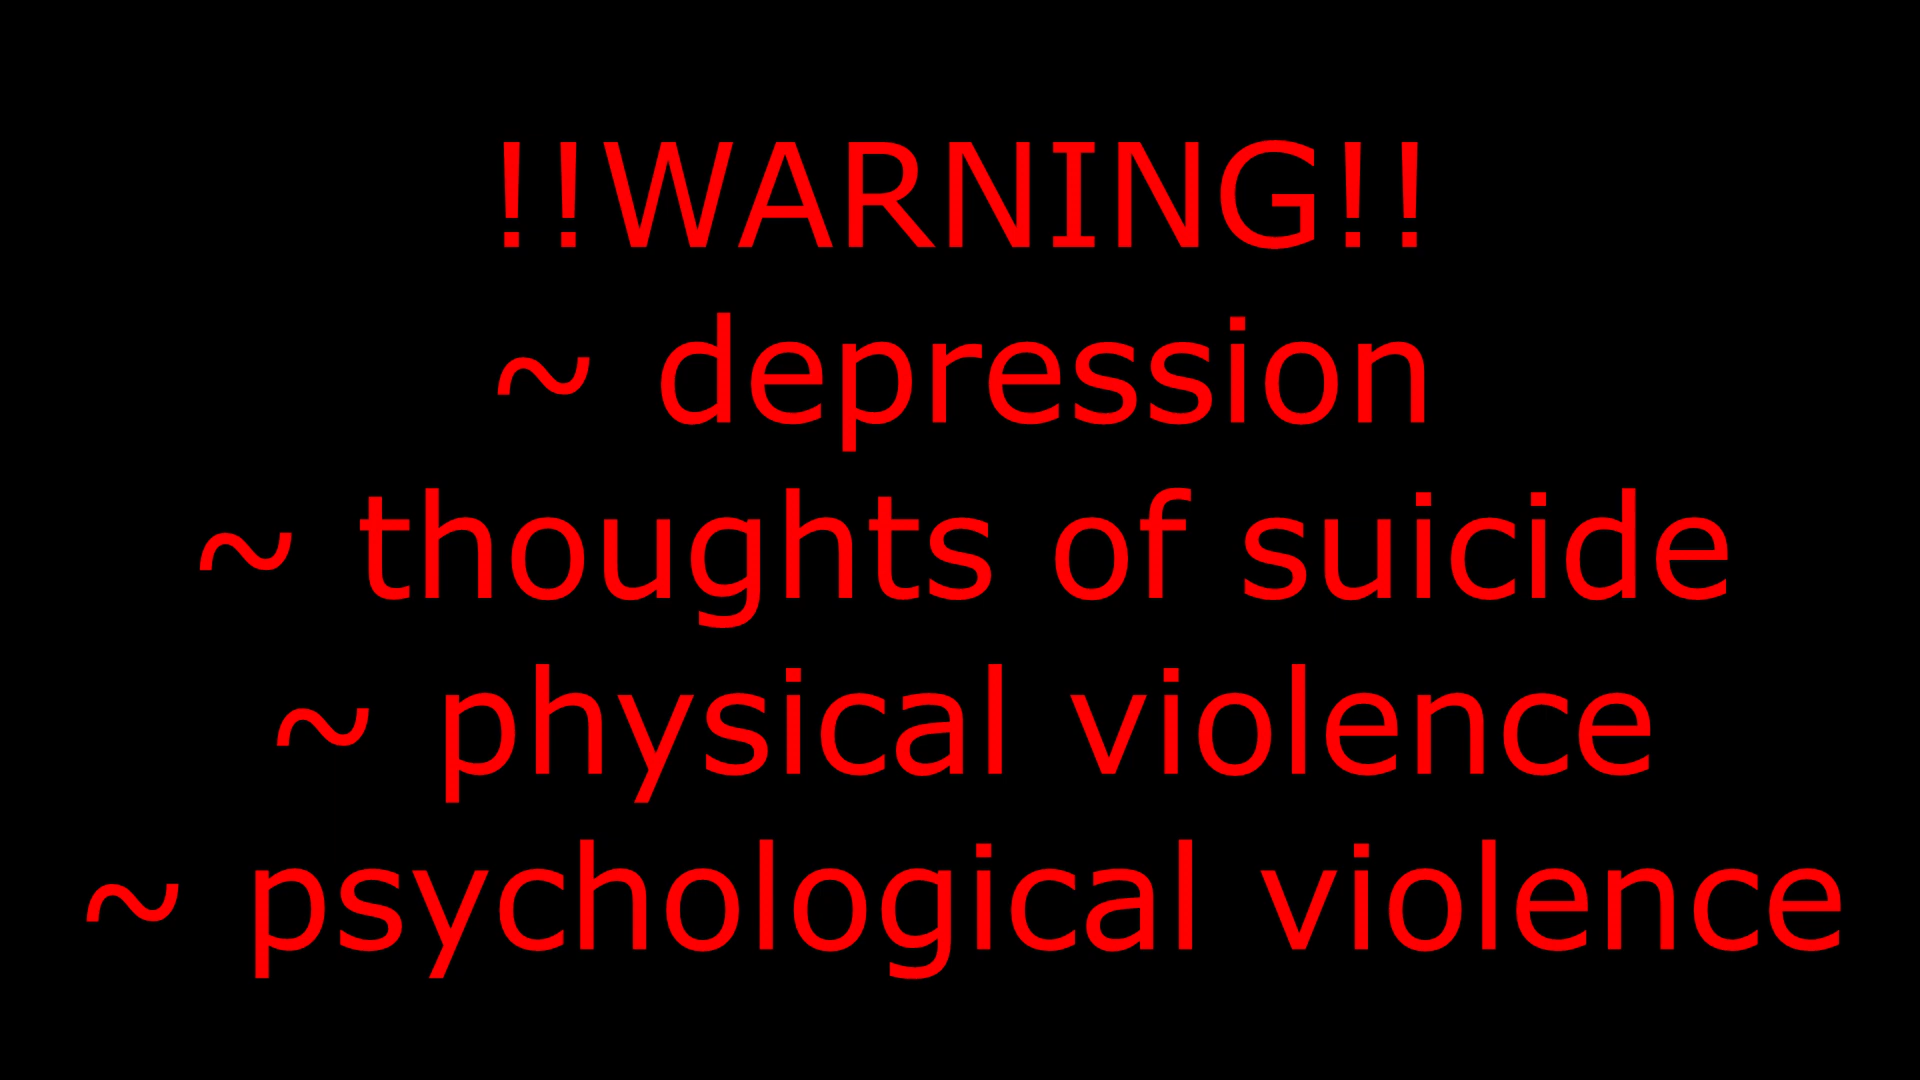 !!WARNING!!
~ depression
~ thoughts of suicide
~ physical violence
~ psychological violence